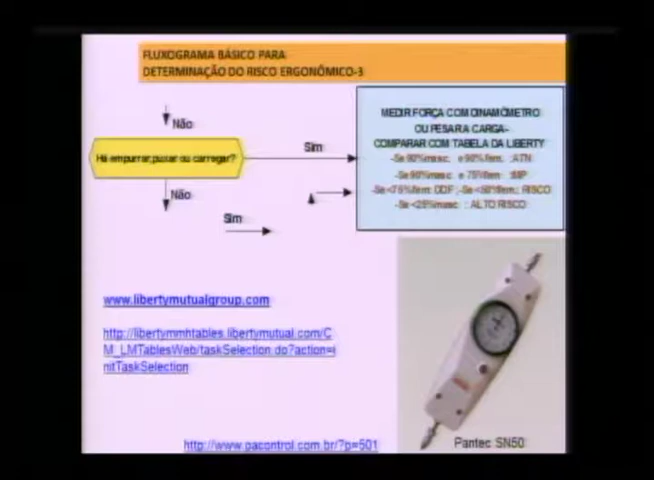 FLUXOGRAMA BÁSICO PARA
DETERMINAÇÃO DO RISCO ERGONÔMICO-3
Não
Há empurrar, puxar ou carregar?
Sim
MEDIR FORÇA COM DINAMÔMETRO
OU PESAR A CARGA-
COMPARAR COM TABELA DA LIBERTY
-Se 90%masc. e 90%fem. :ATN
-Se 90%masc. e 75%fem :IMP
-Se <75%fem: DDF ;-Se <50%fem.: RISCO
-Se <25%masc. : ALTO RISCO
Não
Sim
www.libertymutualgroup.com
http://libertymmhtables.libertymutual.com/C
M_LMTablesWeb/taskSelection.do?action=i
nitTaskSelection
http://www.pacontrol.com.br/?p=501
Pantec SN50